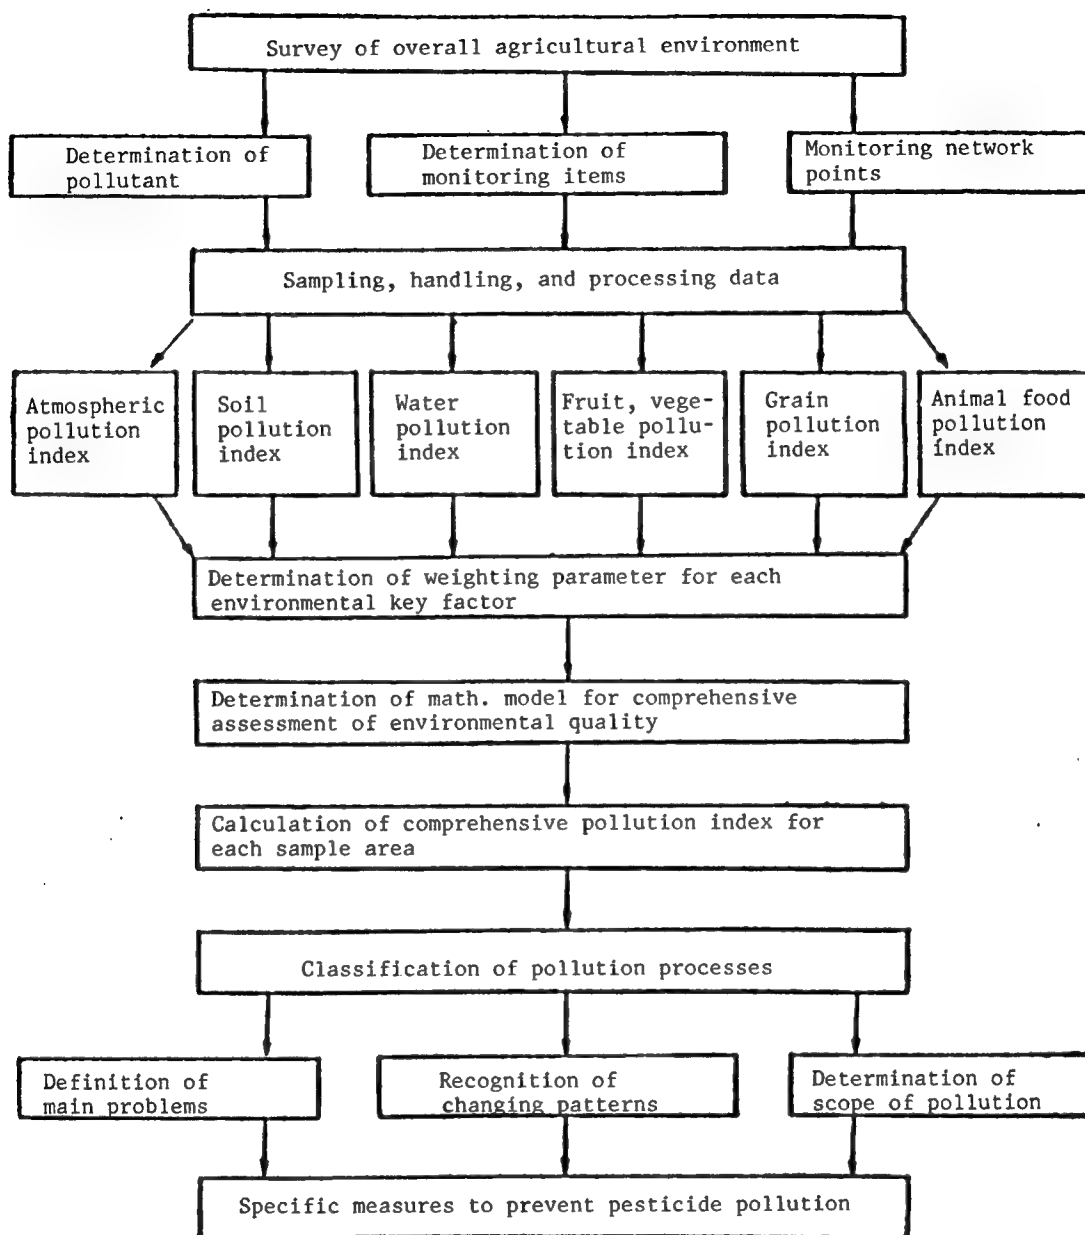 Survey of overall agricultural environment
Determination of
pollutant
Determination of
monitoring items
Monitoring network
points
Sampling, handling, and processing data
Atmospheric
pollution
index
Soil
pollution
index
Water
pollution
index
Fruit, vege-
table pollu-
tion index
Grain
pollution
index
Animal food
pollution
index
Determination of weighting parameter for each
environmental key factor
Determination of math. model for comprehensive
assessment of environmental quality
Calculation of comprehensive pollution index for
each sample area
Classification of pollution processes
Definition of
main problems
Recognition of
changing patterns
Determination of
scope of pollution
Specific measures to prevent pesticide pollution